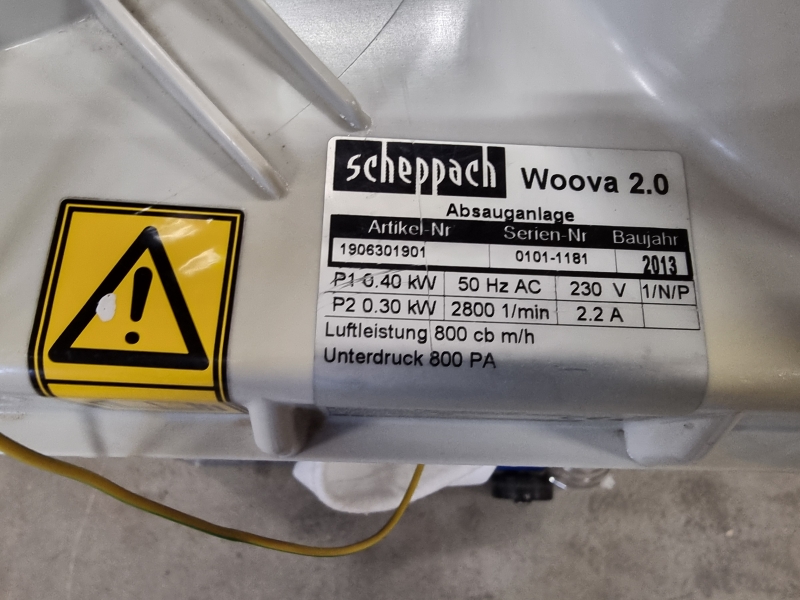 scheppach Woova 2.0
Absauganlage
Artikel-Nr Serien-Nr Baujahr
1906301901 0101-1181 2013
P1 0.40 kW 50 Hz AC 230 V 1/N/P
P2 0.30 kW 2800 1/min 2.2 A
Luftleistung 800 cb m/h
Unterdruck 800 PA
!